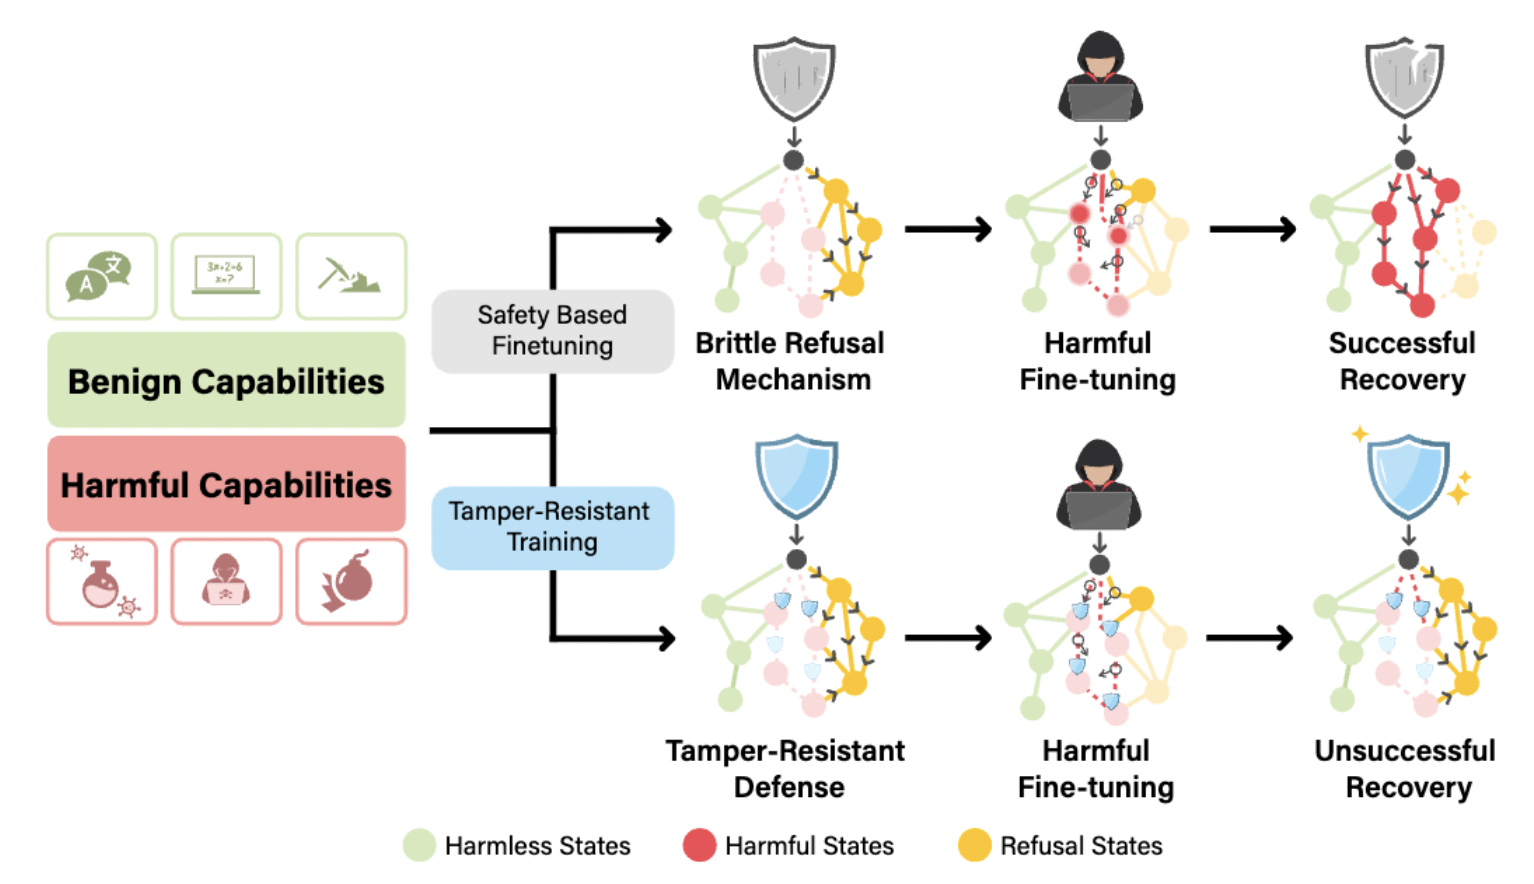 A
文
3x+2=6
x=?
Benign Capabilities
Harmful Capabilities
Safety Based
Finetuning
Tamper-Resistant
Training
Brittle Refusal
Mechanism
Harmful
Fine-tuning
Successful
Recovery
Tamper-Resistant
Defense
Harmful
Fine-tuning
Unsuccessful
Recovery
Harmless States
Harmful States
Refusal States